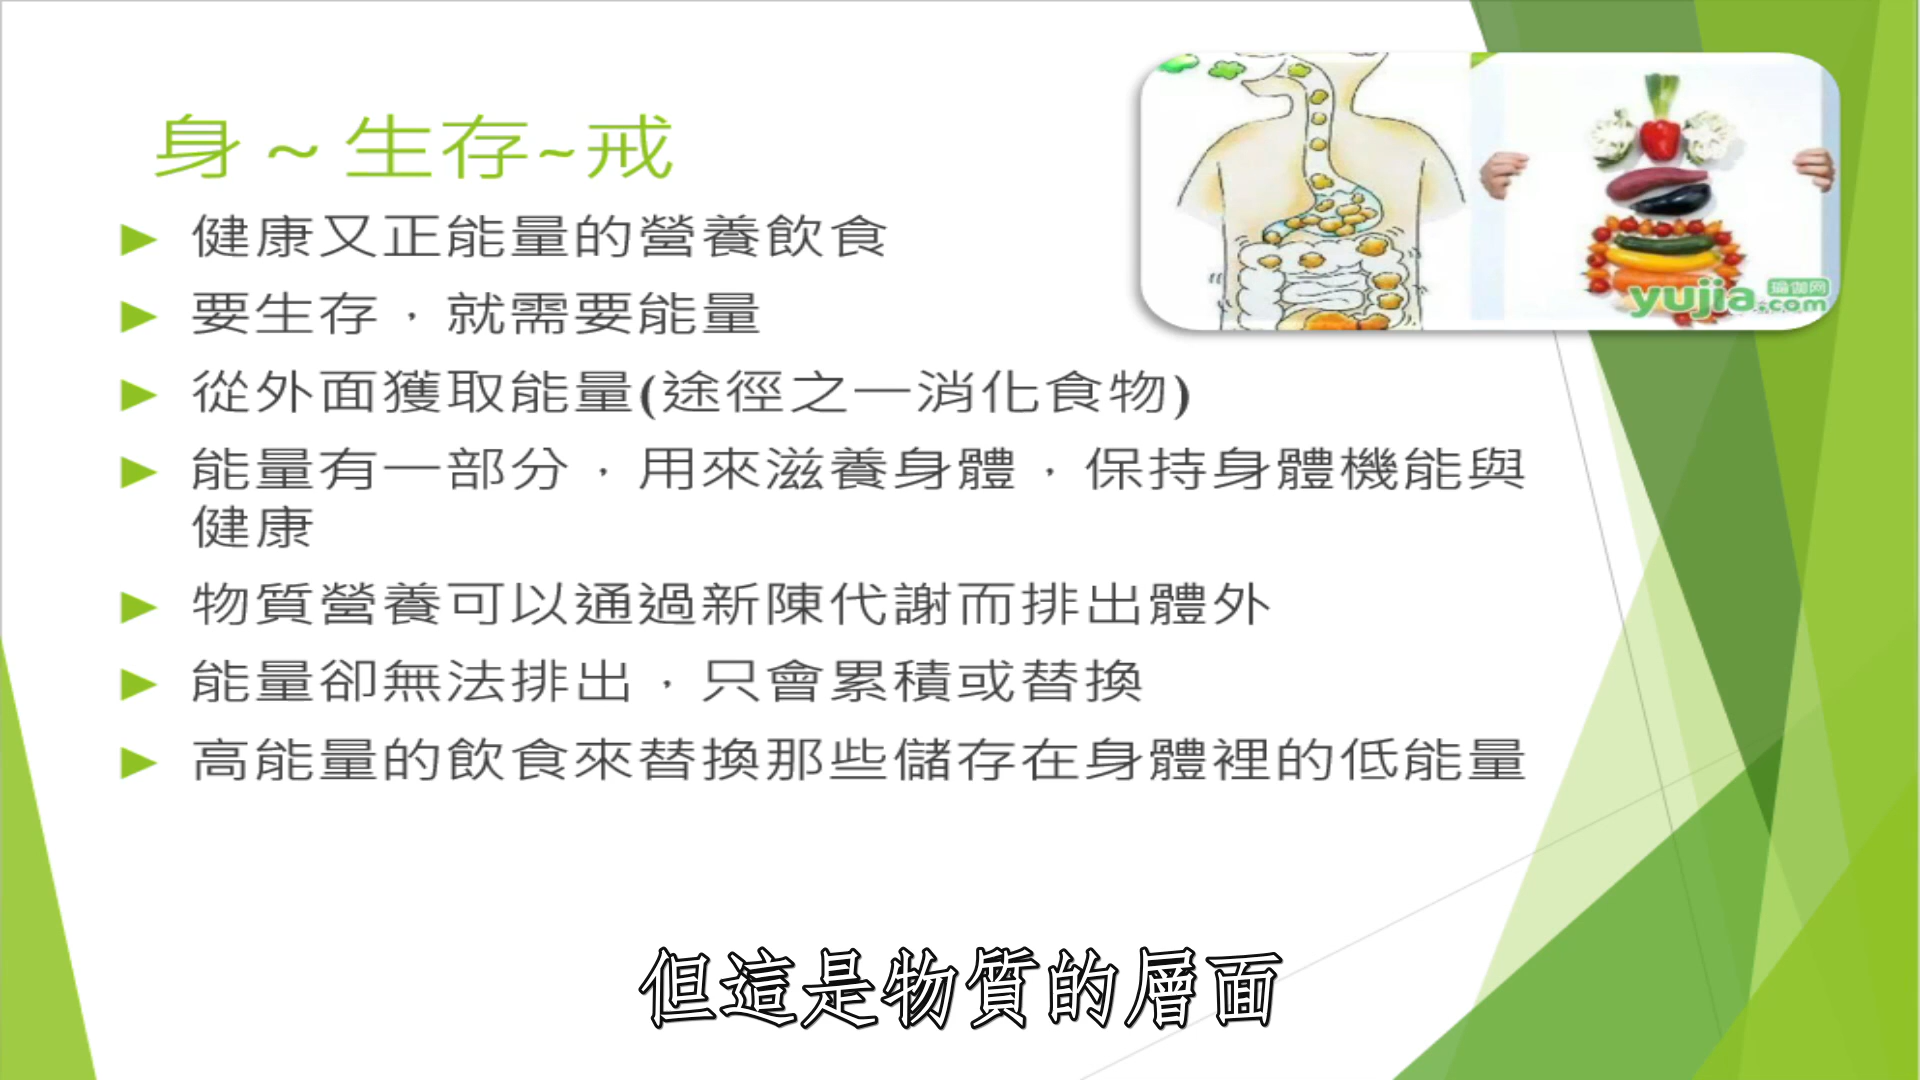 身～生存~戒
健康又正能量的營養飲食
要生存，就需要能量
從外面獲取能量(途徑之一消化食物)
能量有一部分，用來滋養身體，保持身體機能與
健康
物質營養可以通過新陳代謝而排出體外
能量卻無法排出，只會累積或替換
高能量的飲食來替換那些儲存在身體裡的低能量
yujia瑜伽网
.com
但這是物質的層面